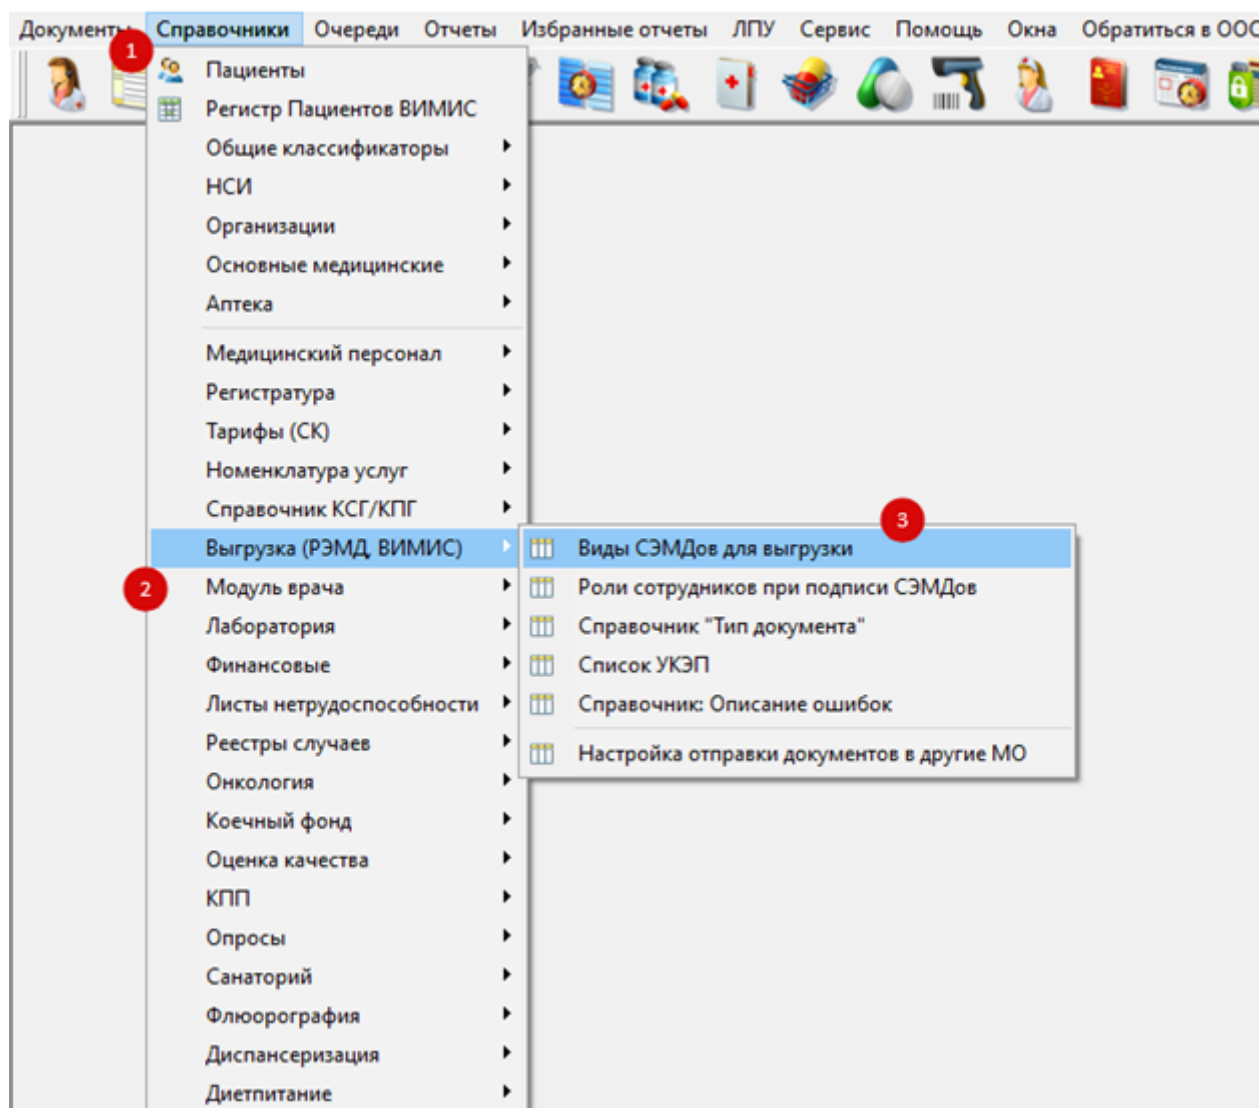 Документы Справочники Очереди Отчеты Избранные отчеты ЛПУ Сервис Помощь Окна Обратиться в ООО
1
Пациенты
Регистр Пациентов ВИМИС
Общие классификаторы
НСИ
Организации
Основные медицинские
Аптека
Медицинский персонал
Регистратура
Тарифы (СК)
Номенклатура услуг
Справочник КСГ/КПГ
3
Выгрузка (РЭМД, ВИМИС)
Виды СЭМДов для выгрузки
2
Модуль врача
Роли сотрудников при подписи СЭМДов
Лаборатория
Справочник "Тип документа"
Финансовые
Список УКЭП
Листы нетрудоспособности
Справочник: Описание ошибок
Реестры случаев
Настройка отправки документов в другие МО
Онкология
Коечный фонд
Оценка качества
КПП
Опросы
Санаторий
Флюорография
Диспансеризация
Диетпитание